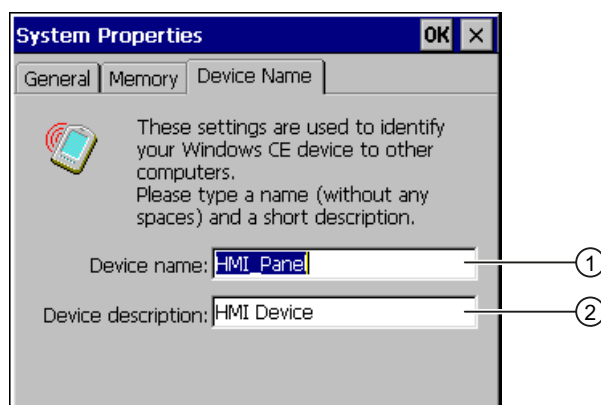 System Properties OK ×
General Memory Device Name
These settings are used to identify
your Windows CE device to other
computers.
Please type a name (without any
spaces) and a short description.
Device name: HMI_Panel 1
Device description: HMI Device 2